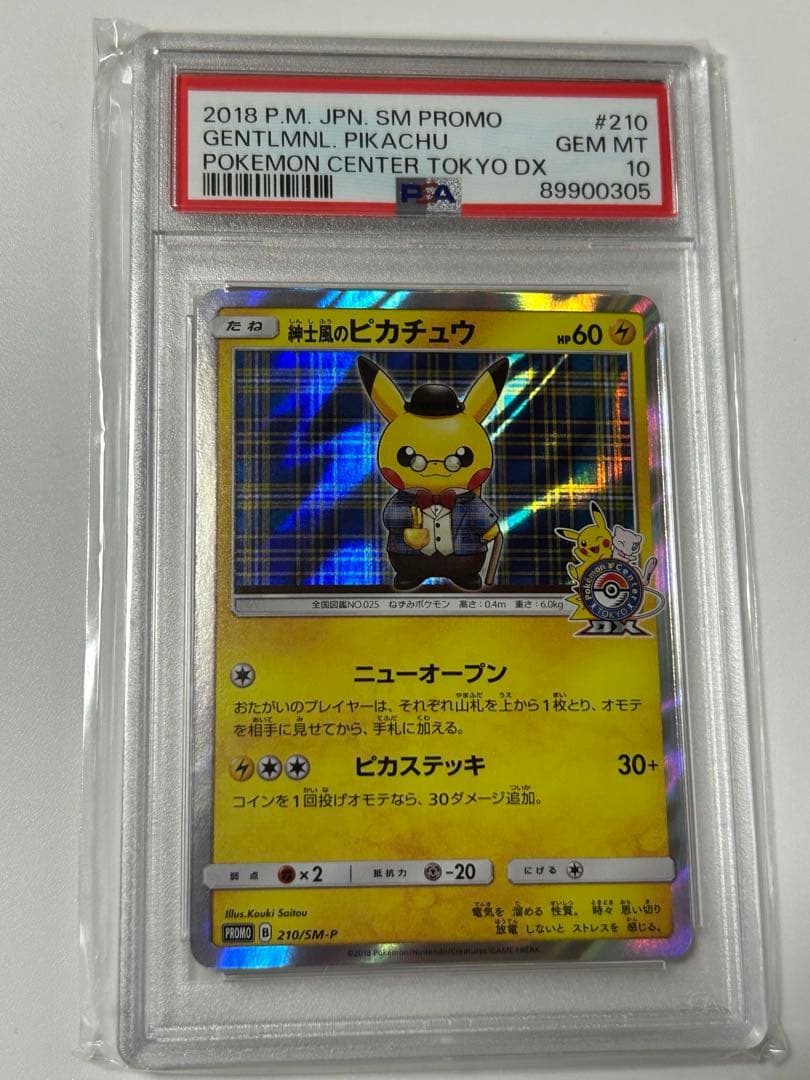 2018 P.M. JPN. SM PROMO #210
GENTLMNL. PIKACHU GEM MT
POKEMON CENTER TOKYO DX 10
PSA 89900305
たね 紳士風のピカチュウ HP60
しんしふう
Pokémon Center
TOKYO
DX
全国図鑑NO.025 ねずみポケモン 高さ:0.4m 重さ:6.0kg
ニューオープン
おたがいのプレイヤーは、それぞれ山札を上から1枚とり、オモテ
を相手に見せてから、手札に加える。
ピカステッキ 30+
コインを1回投げオモテなら、30ダメージ追加。
弱点 ×2 抵抗力 -20 にげる
Illus.Kouki Saitou
電気を 溜める 性質。 時々 思い切り
放電 しないと ストレスを 感じる。
PROMO B 210/SM-P
©2018 Pokémon/Nintendo/Creatures/GAME FREAK